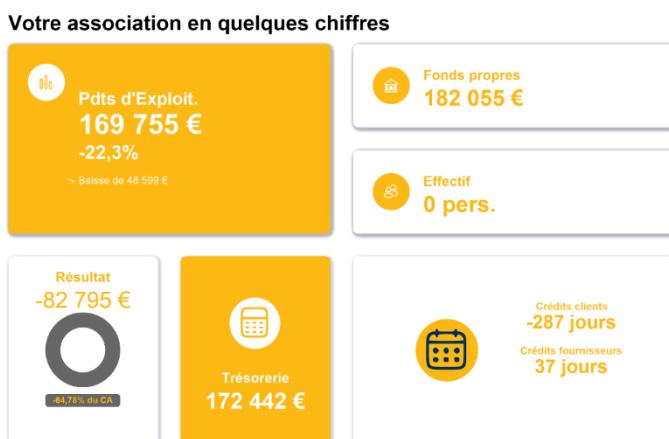 Votre association en quelques chiffres
Pdts d'Exploit.
169 755 €
-22,3%
Baisse de 48 599 €
Fonds propres
182 055 €
Effectif
0 pers.
Résultat
-82 795 €
-64,78% du CA
Trésorerie
172 442 €
Crédits clients
-287 jours
Crédits fournisseurs
37 jours